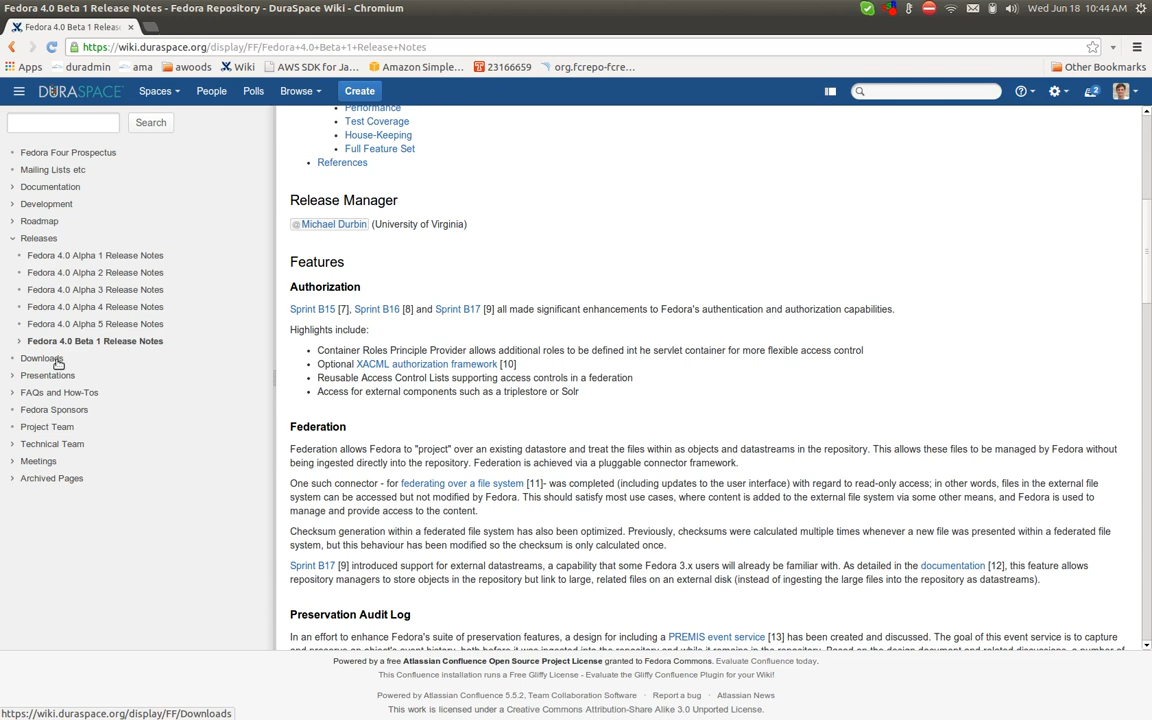 Fedora 4.0 Beta 1 Release Notes - Fedora Repository - DuraSpace Wiki - Chromium
Wed Jun 18 10:44 AM
Fedora 4.0 Beta 1 Releas
https://wiki.duraspace.org/display/FF/Fedora+4.0+Beta+1+Release+Notes
Apps duradmin ama awoods Wiki AWS SDK for Ja... Amazon Simple... 23166659 org.fcrepo-fcre... Other Bookmarks
DURASPACE Spaces People Polls Browse Create 2
Search
Fedora Four Prospectus
Mailing Lists etc
Documentation
Development
Roadmap
Releases
Fedora 4.0 Alpha 1 Release Notes
Fedora 4.0 Alpha 2 Release Notes
Fedora 4.0 Alpha 3 Release Notes
Fedora 4.0 Alpha 4 Release Notes
Fedora 4.0 Alpha 5 Release Notes
Fedora 4.0 Beta 1 Release Notes
Downloads
Presentations
FAQs and How-Tos
Fedora Sponsors
Project Team
Technical Team
Meetings
Archived Pages
Performance
Test Coverage
House-Keeping
Full Feature Set
References
Release Manager
@Michael Durbin (University of Virginia)
Features
Authorization
Sprint B15 [7], Sprint B16 [8] and Sprint B17 [9] all made significant enhancements to Fedora's authentication and authorization capabilities.
Highlights include:
Container Roles Principle Provider allows additional roles to be defined int he servlet container for more flexible access control
Optional XACML authorization framework [10]
Reusable Access Control Lists supporting access controls in a federation
Access for external components such as a triplestore or Solr
Federation
Federation allows Fedora to "project" over an existing datastore and treat the files within as objects and datastreams in the repository. This allows these files to be managed by Fedora without
being ingested directly into the repository. Federation is achieved via a pluggable connector framework.
One such connector - for federating over a file system [11]- was completed (including updates to the user interface) with regard to read-only access; in other words, files in the external file
system can be accessed but not modified by Fedora. This should satisfy most use cases, where content is added to the external file system via some other means, and Fedora is used to
manage and provide access to the content.
Checksum generation within a federated file system has also been optimized. Previously, checksums were calculated multiple times whenever a new file was presented within a federated file
system, but this behaviour has been modified so the checksum is only calculated once.
Sprint B17 [9] introduced support for external datastreams, a capability that some Fedora 3.x users will already be familiar with. As detailed in the documentation [12], this feature allows
repository managers to store objects in the repository but link to large, related files on an external disk (instead of ingesting the large files into the repository as datastreams).
Preservation Audit Log
In an effort to enhance Fedora's suite of preservation features, a design for including a PREMIS event service [13] has been created and discussed. The goal of this event service is to capture
Powered by a free Atlassian Confluence Open Source Project License granted to Fedora Commons. Evaluate Confluence today.
This Confluence installation runs a Free Gliffy License - Evaluate the Gliffy Confluence Plugin for your Wiki!
Powered by Atlassian Confluence 5.5.2, Team Collaboration Software · Report a bug · Atlassian News
This work is licensed under a Creative Commons Attribution-Share Alike 3.0 Unported License.
https://wiki.duraspace.org/display/FF/Downloads